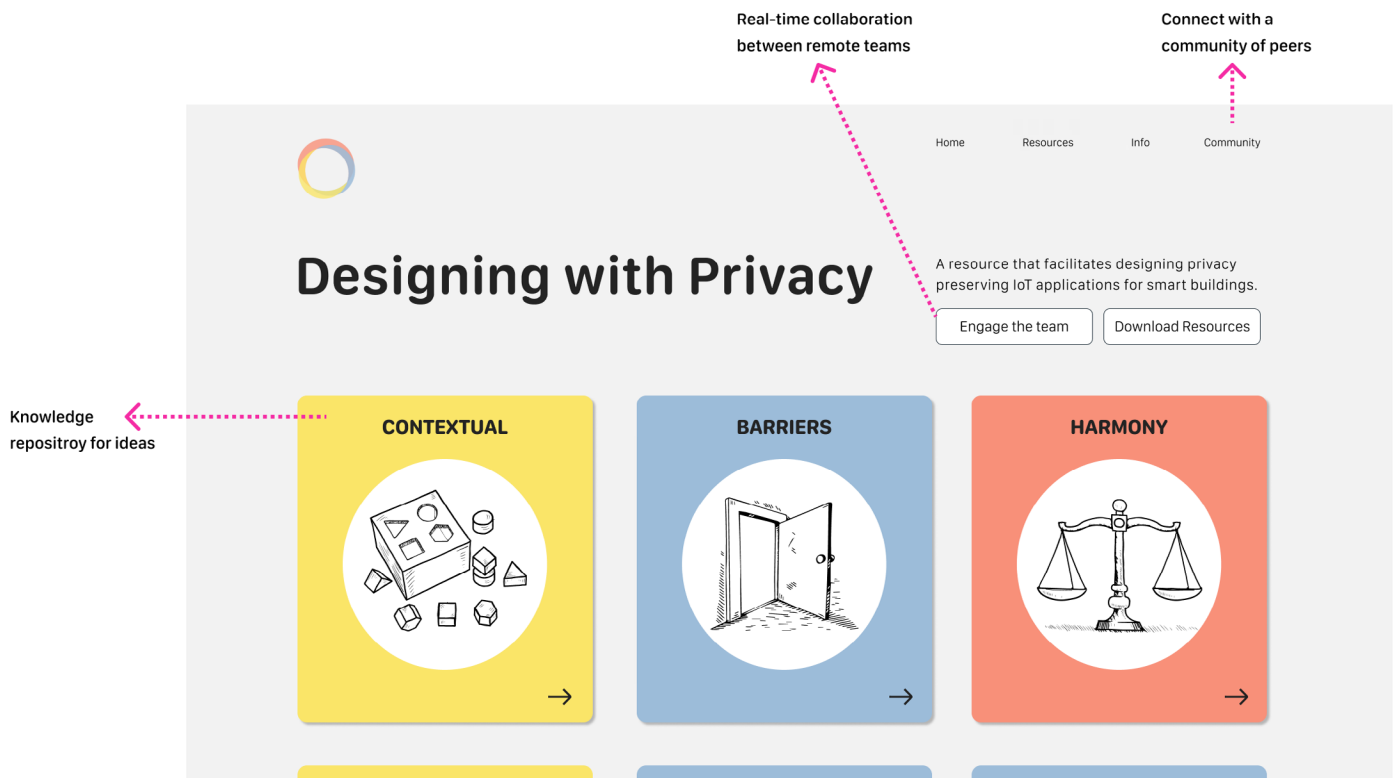 Real-time collaboration
between remote teams
Connect with a
community of peers
Home
Resources
Info
Community
Designing with Privacy
A resource that facilitates designing privacy
preserving IoT applications for smart buildings.
Engage the team
Download Resources
Knowledge
repositroy for ideas
CONTEXTUAL
BARRIERS
HARMONY